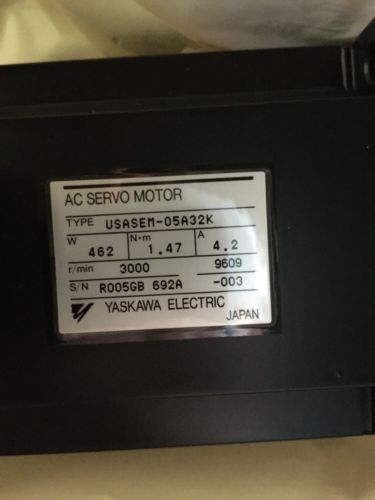 AC SERVO MOTOR
TYPE USASEM-05A32K
W 462 N·m 1.47 A 4.2
r/min 3000 9609
S/N R005GB 692A -003
YASKAWA ELECTRIC
JAPAN